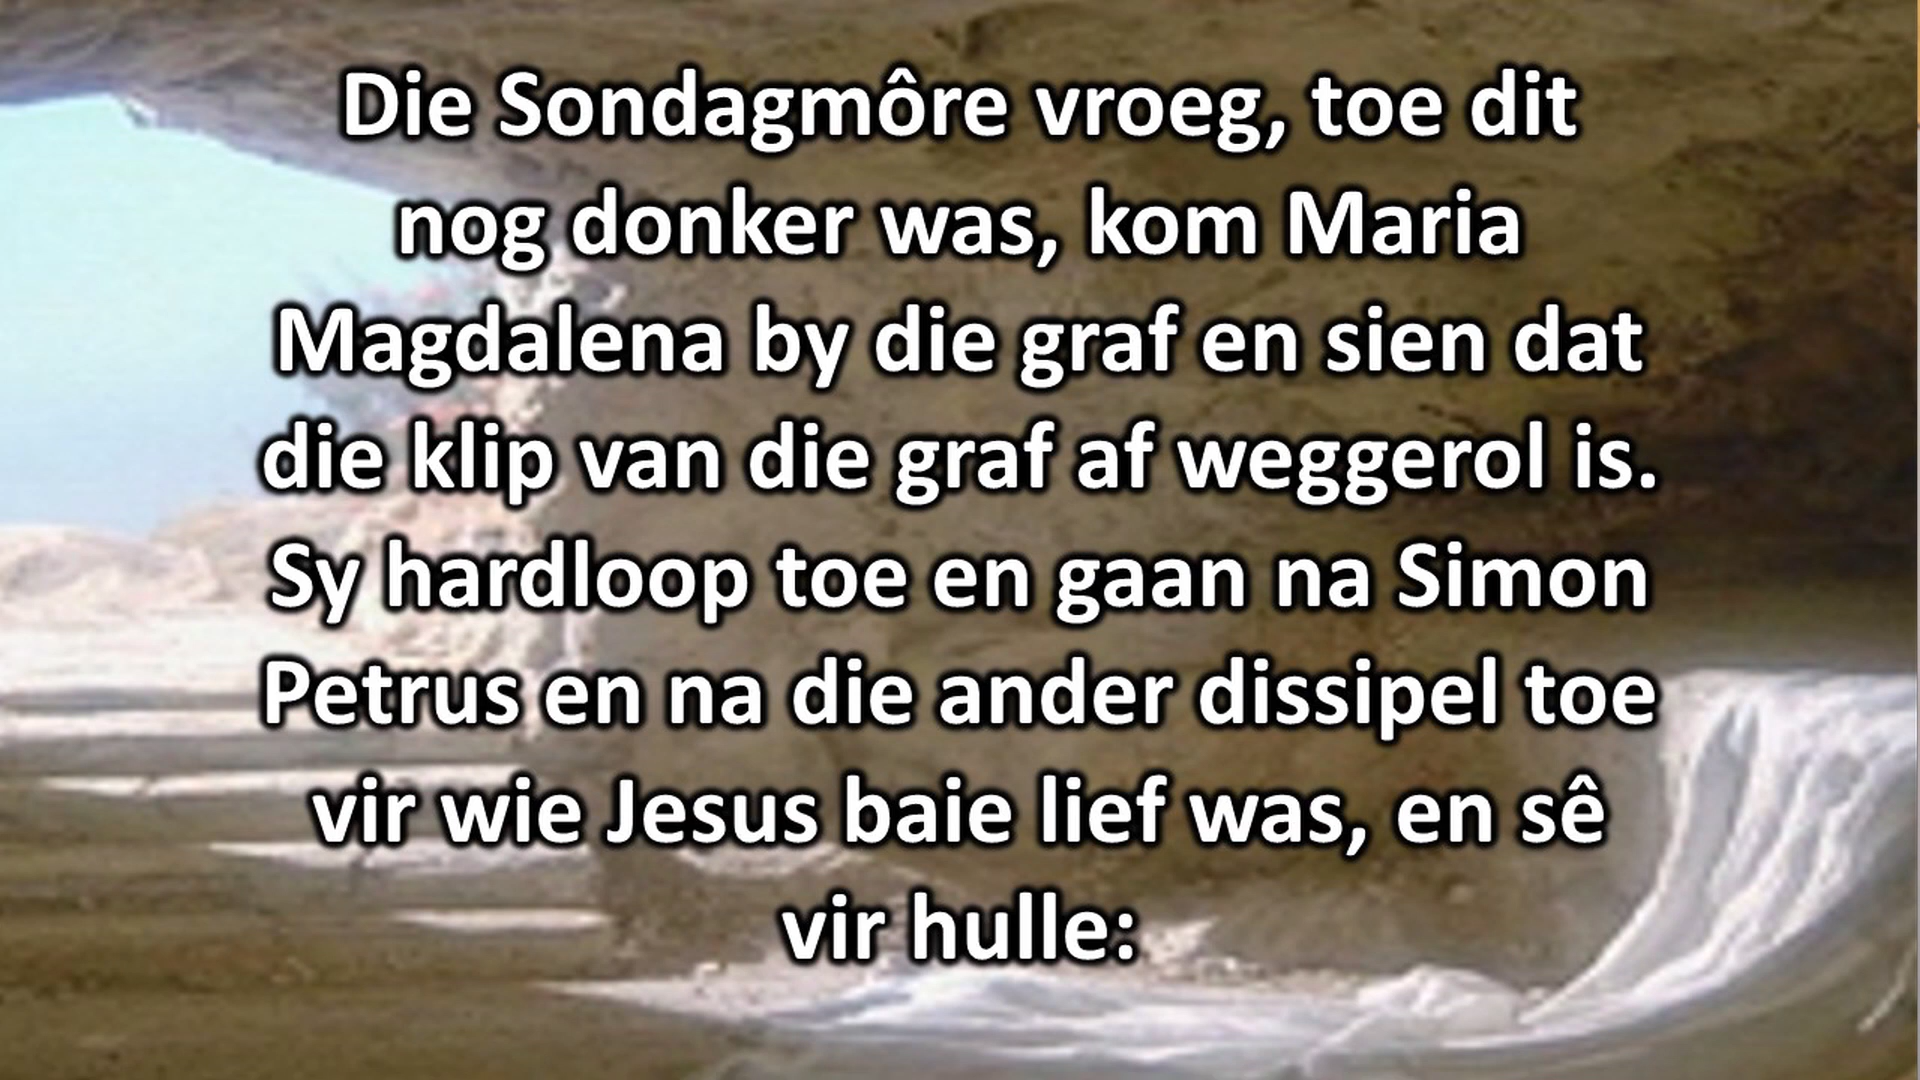 Die Sondagmôre vroeg, toe dit
nog donker was, kom Maria
Magdalena by die graf en sien dat
die klip van die graf af weggerol is.
Sy hardloop toe en gaan na Simon
Petrus en na die ander dissipel toe
vir wie Jesus baie lief was, en sê
vir hulle: